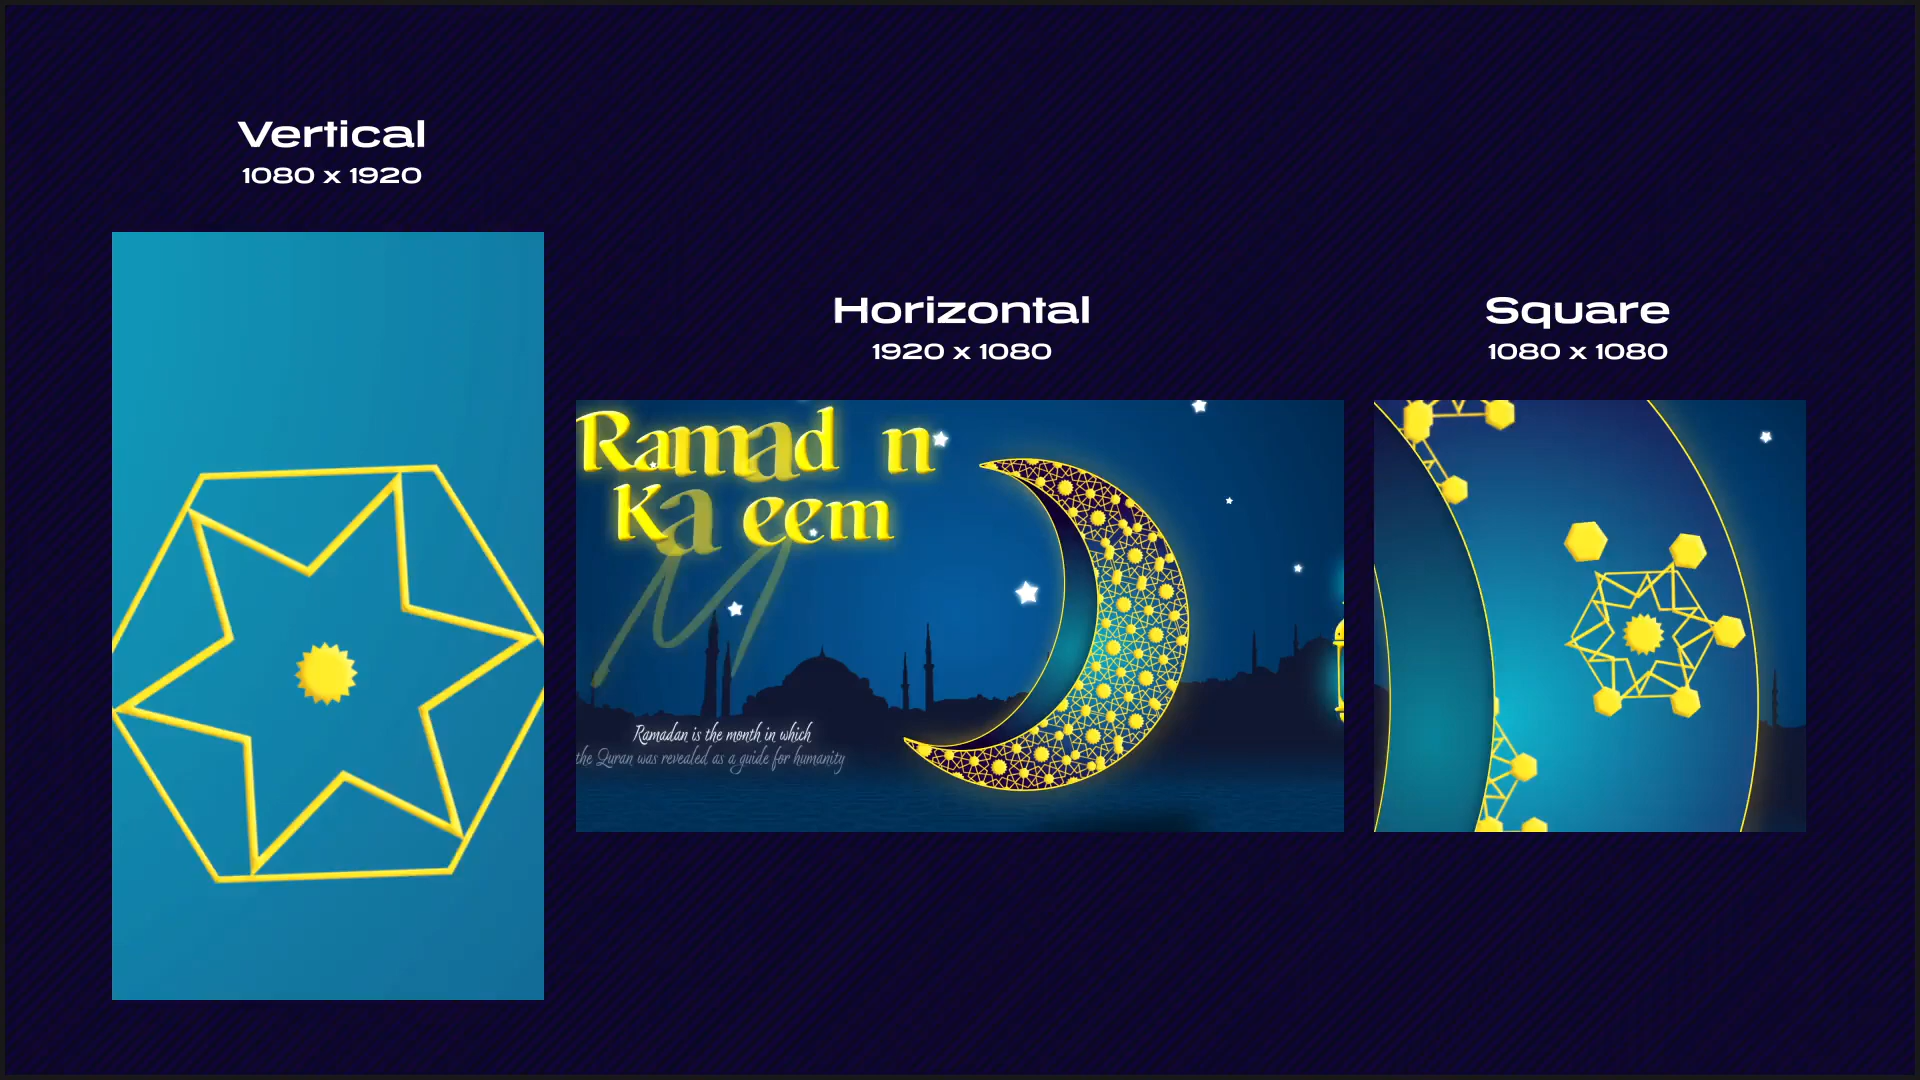 Vertical
1080 x 1920
Horizontal
1920 x 1080
Square
1080 x 1080
Ramad n
Ka eem
M
Ramadan is the month in which
the Quran was revealed as a guide for humanity